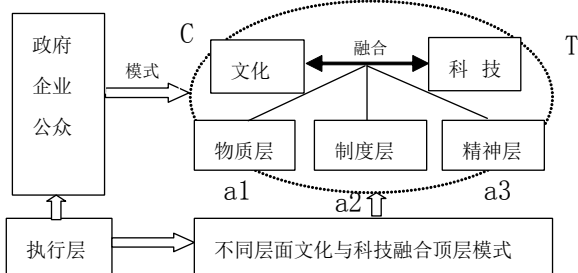 政府
企业
公众
模式
C
T
文化
融合
科 技
物质层
制度层
精神层
a1
a2
a3
执行层
不同层面文化与科技融合顶层模式